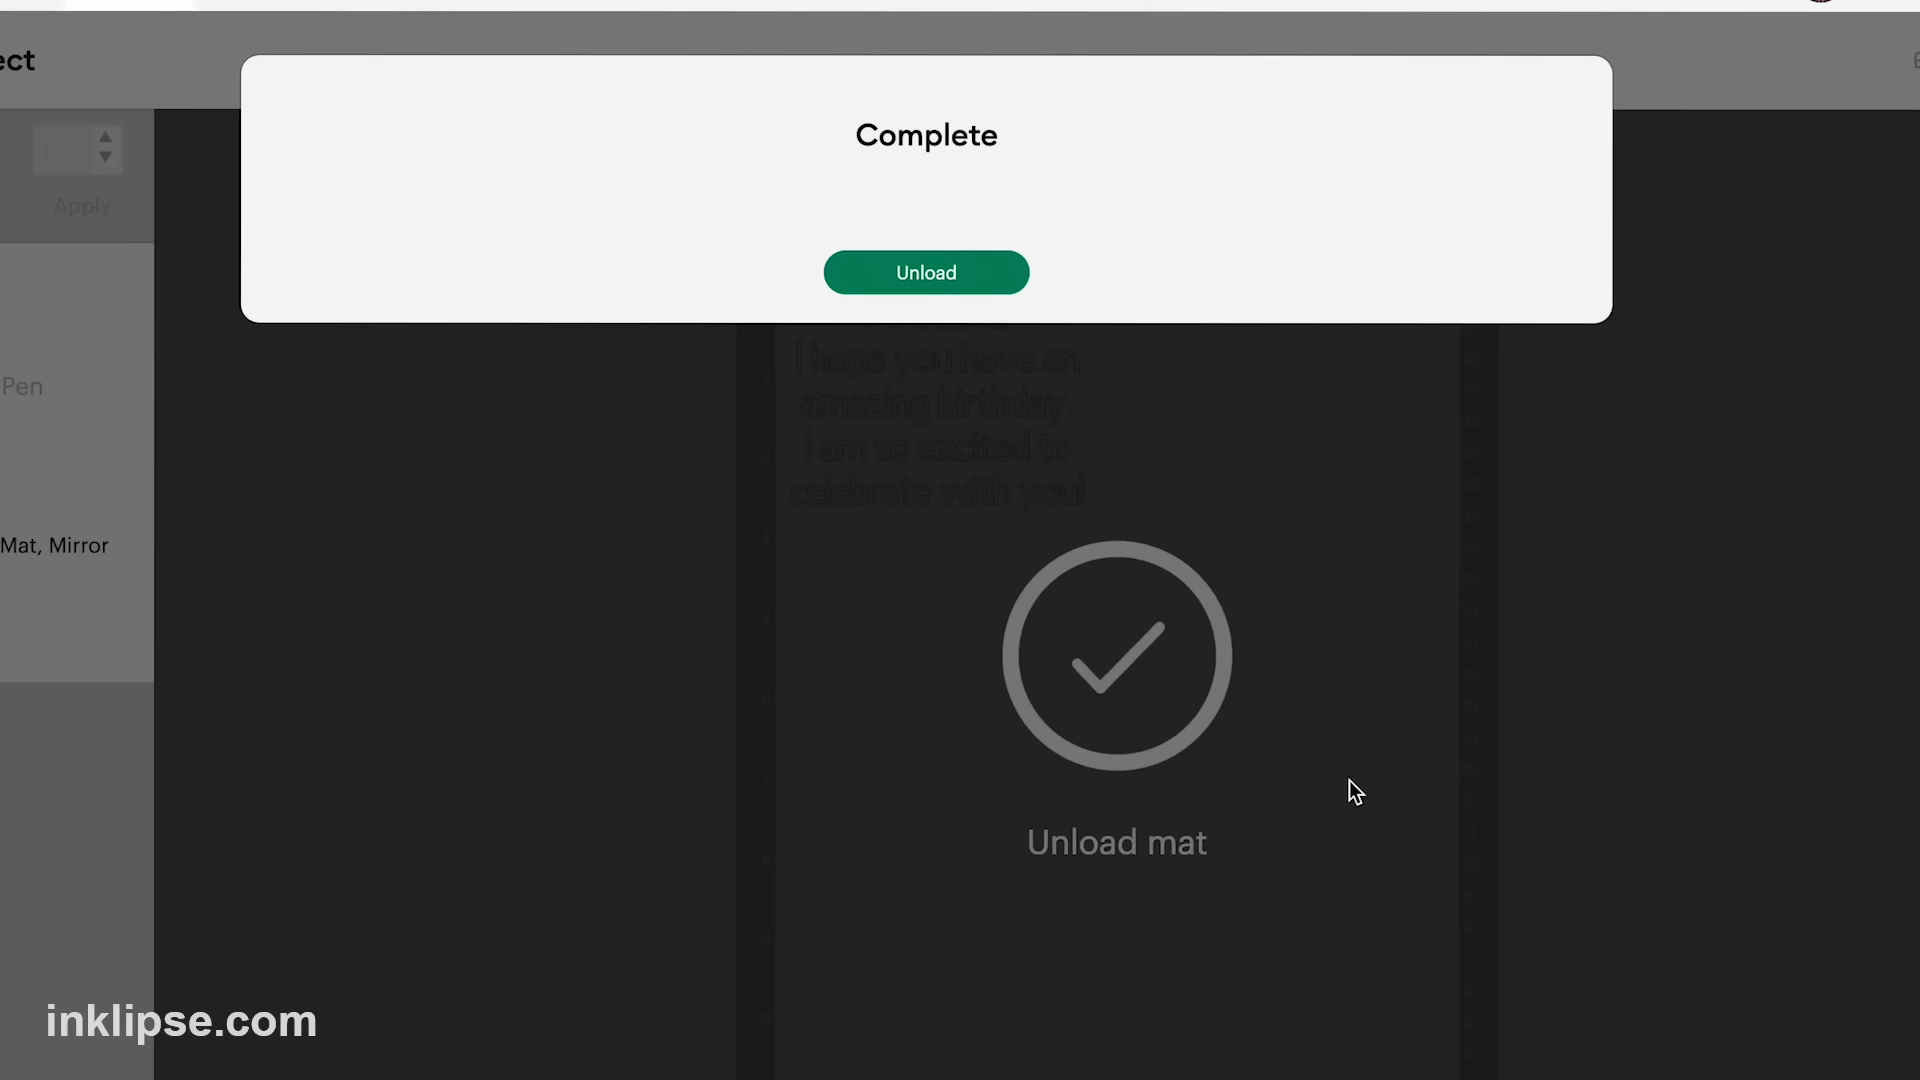 ect
Complete
1
Apply
Unload
I hope you have an
amazing birthday.
I am so excited to
celebrate with you!
Pen
Mat, Mirror
Unload mat
inklipse.com